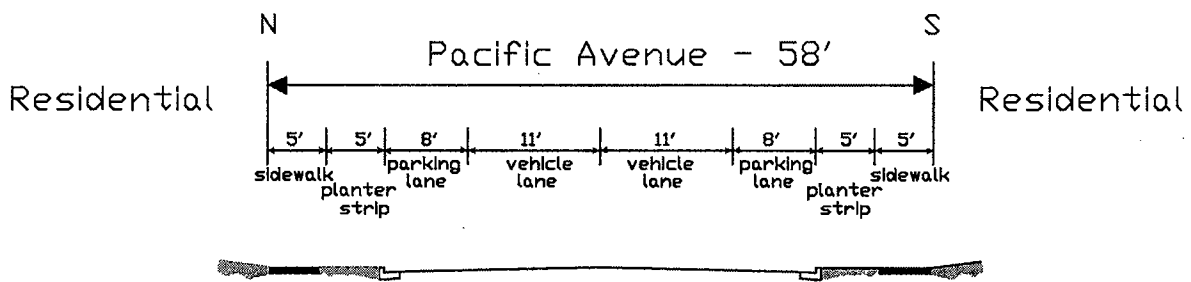 N S
Pacific Avenue - 58'
Residential Residential
5' 5' 8' 11' 11' 8' 5' 5'
sidewalk planter strip parking lane vehicle lane vehicle lane parking lane planter strip sidewalk